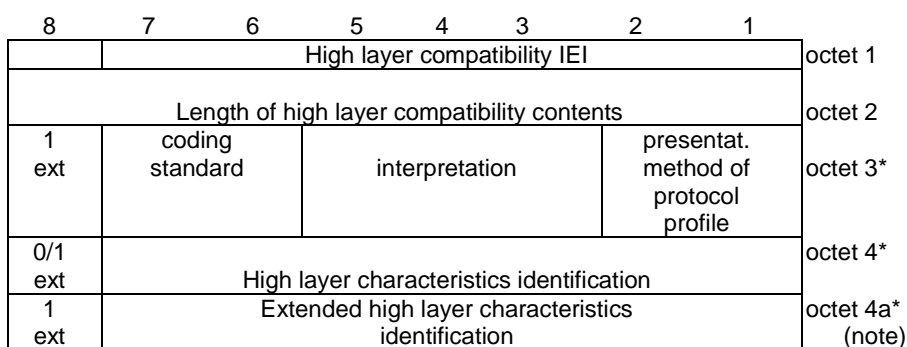 8 7 6 5 4 3 2 1
High layer compatibility IEI octet 1
Length of high layer compatibility contents octet 2
1 coding presentat.
ext standard interpretation method of octet 3*
protocol
profile
0/1 octet 4*
ext High layer characteristics identification
1 Extended high layer characteristics octet 4a*
ext identification (note)